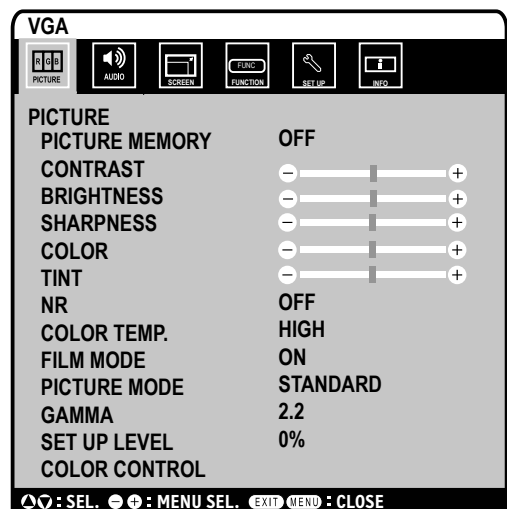 VGA
R G B PICTURE
AUDIO
SCREEN
FUNC FUNCTION
SET UP
i INFO
PICTURE
PICTURE MEMORY OFF
CONTRAST − +
BRIGHTNESS − +
SHARPNESS − +
COLOR − +
TINT − +
NR OFF
COLOR TEMP. HIGH
FILM MODE ON
PICTURE MODE STANDARD
GAMMA 2.2
SET UP LEVEL 0%
COLOR CONTROL
△▽ : SEL. − + : MENU SEL. EXIT MENU : CLOSE